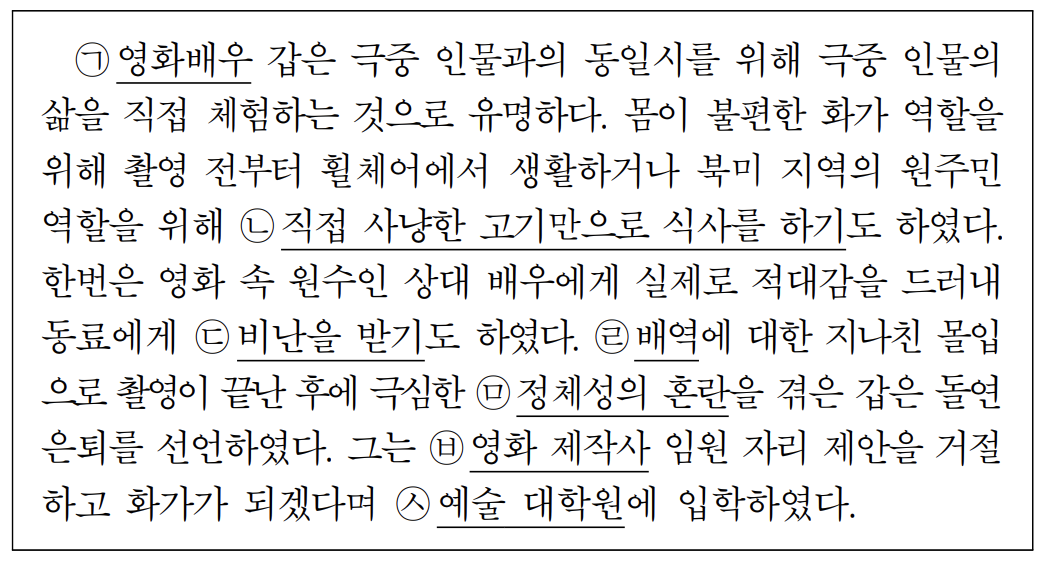 ㉠영화배우 갑은 극중 인물과의 동일시를 위해 극중 인물의
삶을 직접 체험하는 것으로 유명하다. 몸이 불편한 화가 역할을
위해 촬영 전부터 휠체어에서 생활하거나 북미 지역의 원주민
역할을 위해 ㉡직접 사냥한 고기만으로 식사를 하기도 하였다.
한번은 영화 속 원수인 상대 배우에게 실제로 적대감을 드러내
동료에게 ㉢비난을 받기도 하였다. ㉣배역에 대한 지나친 몰입
으로 촬영이 끝난 후에 극심한 ㉤정체성의 혼란을 겪은 갑은 돌연
은퇴를 선언하였다. 그는 ㉥영화 제작사 임원 자리 제안을 거절
하고 화가가 되겠다며 ㉦예술 대학원에 입학하였다.